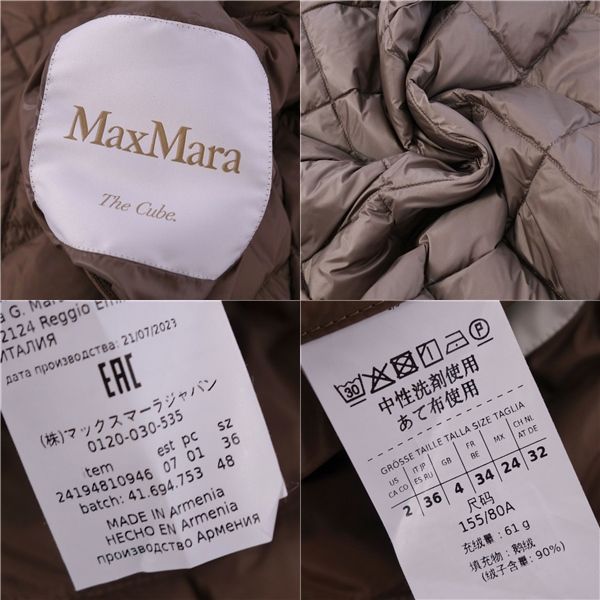 MaxMara
The Cube.
a G. Mar
2124 Reggio Emi
ИТАЛИЯ
дата производства: 21/07/2023
EAC
(株)マックスマーラジャパン
0120-030-535
tem est pc sz
24194810946 07 01 36
batch: 41.694.753 48
MADE IN Armenia
HECHO EN Armenia
производство Армения
30
P
中性洗剤使用
あて布使用
GRÖSSE TAILLE TALLA SIZE TAGLIA
US IT.JP GB FR MX CH NL
CA CO ES RU BE AT DE
2 36 4 34 24 32
尺码
155/80A
充绒量：61 g
填充物：鹅绒
(绒子含量：90%)